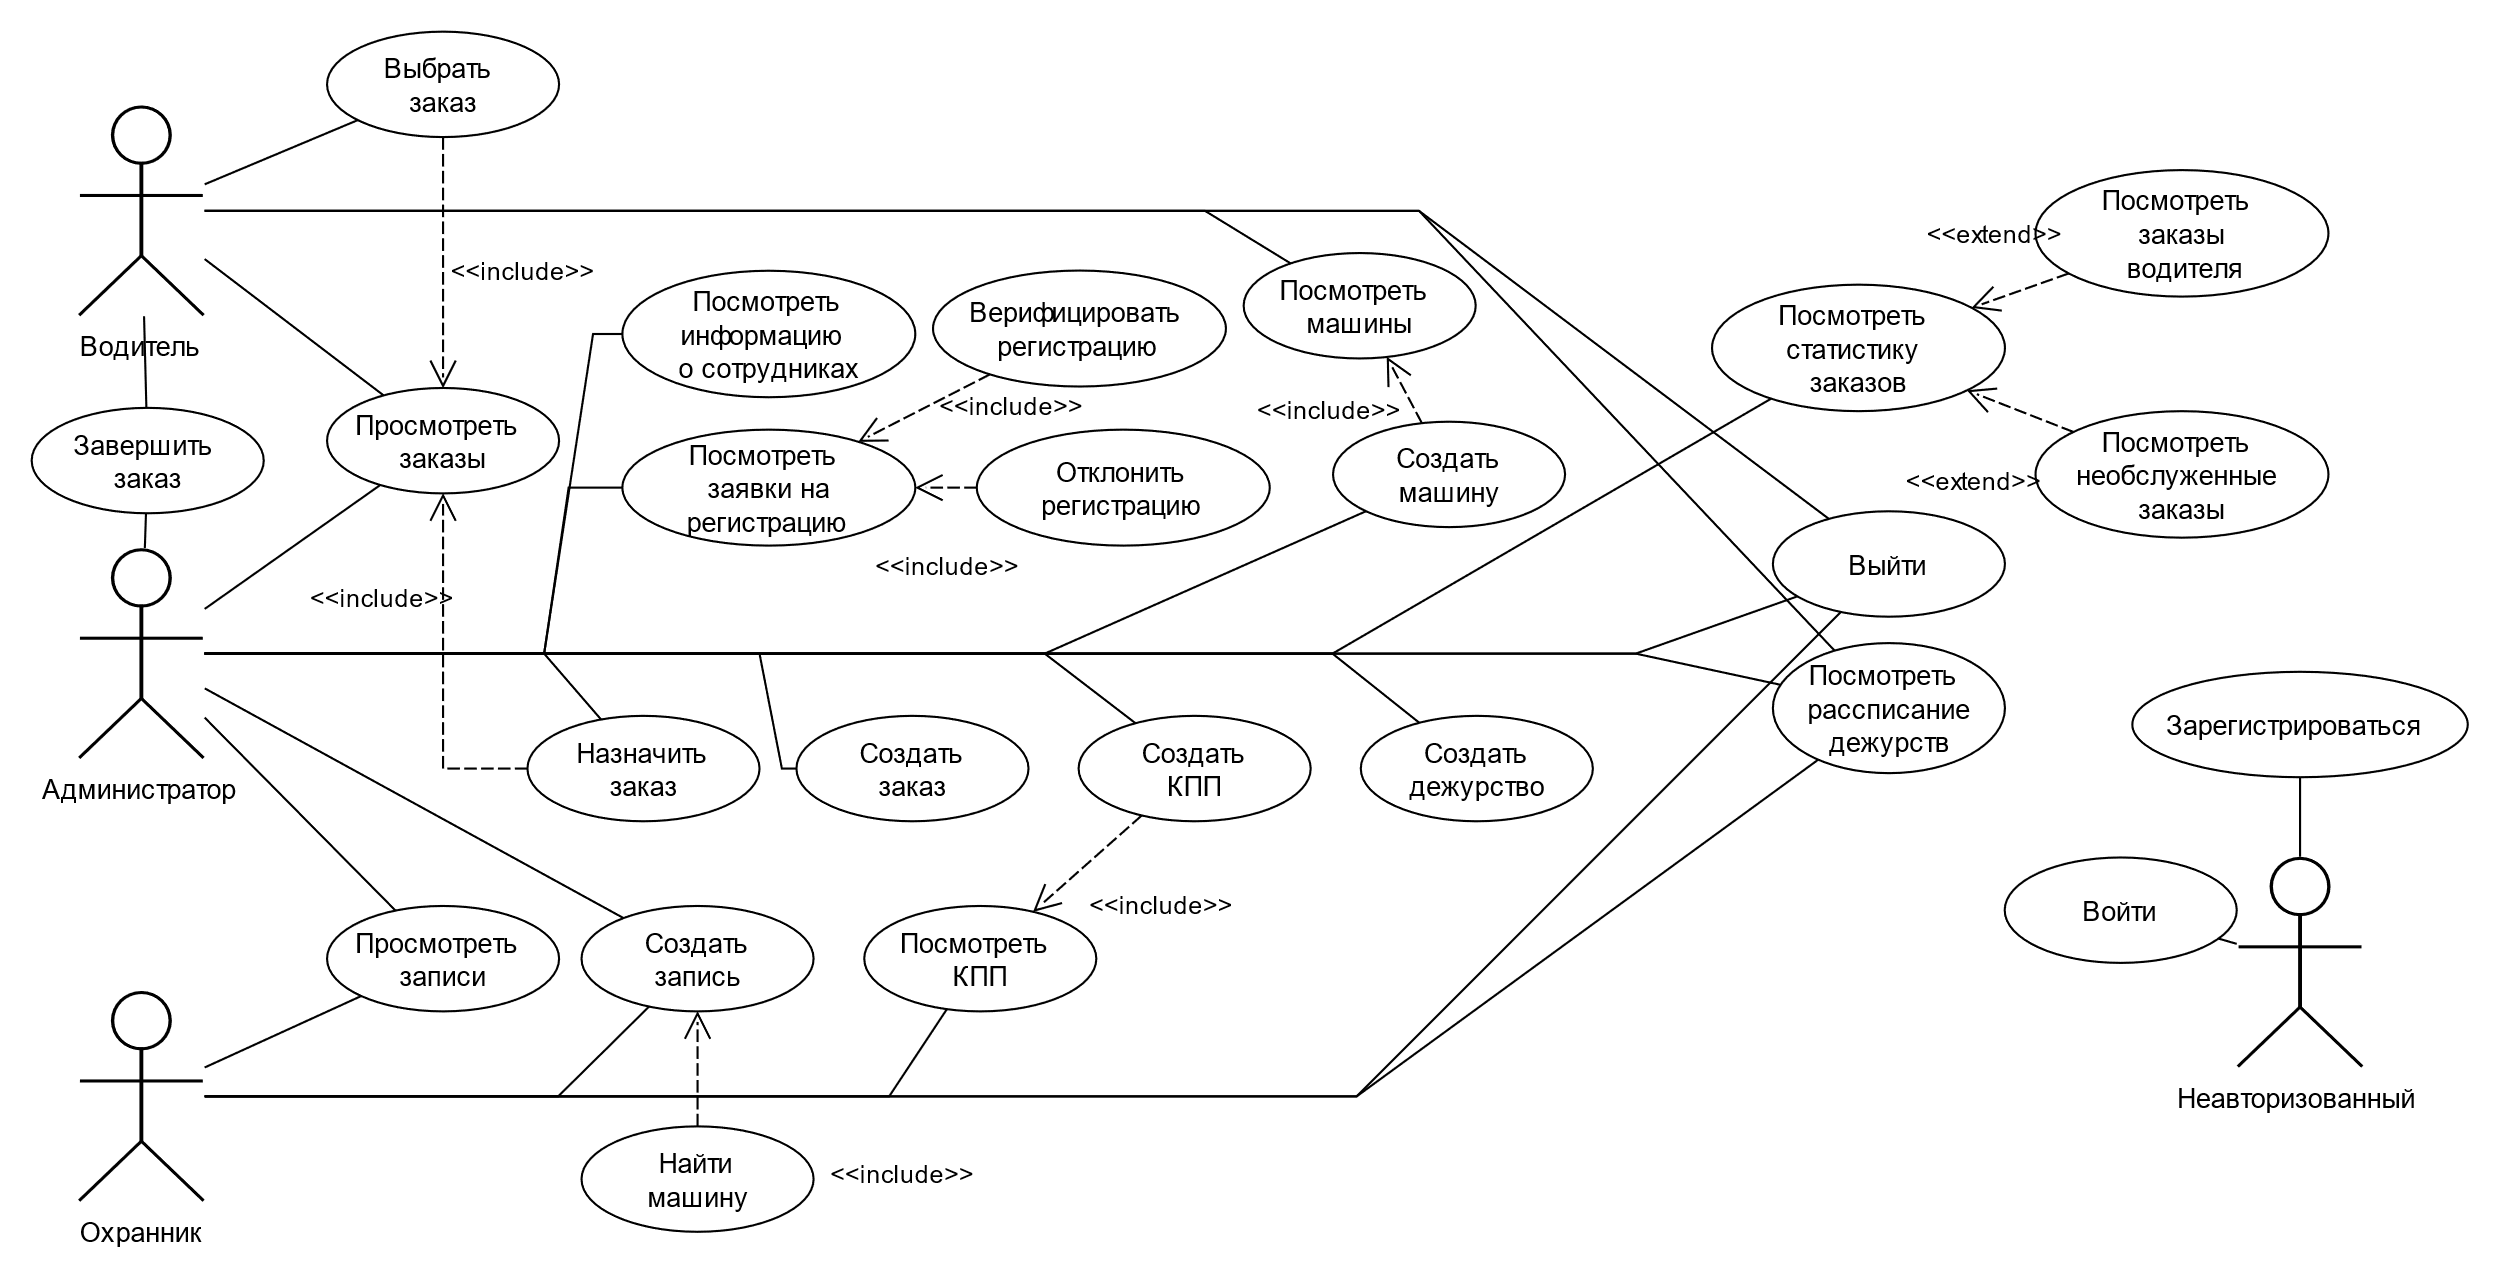 Выбрать
заказ
Водитель
<<include>>
Посмотреть
информацию
о сотрудниках
Верифицировать
регистрацию
Посмотреть
машины
Посмотреть
статистику
заказов
<<extend>>
Посмотреть
заказы
водителя
Завершить
заказ
Просмотреть
заказы
<<include>>
Посмотреть
заявки на
регистрацию
Отклонить
регистрацию
<<include>>
Создать
машину
<<extend>>
Посмотреть
необслуженные
заказы
<<include>>
<<include>>
Выйти
Администратор
Назначить
заказ
Создать
заказ
Создать
КПП
Создать
дежурство
Посмотреть
рассписание
дежурств
Зарегистрироваться
Просмотреть
записи
Создать
запись
Посмотреть
КПП
<<include>>
Войти
Неавторизованный
Охранник
Найти
машину
<<include>>